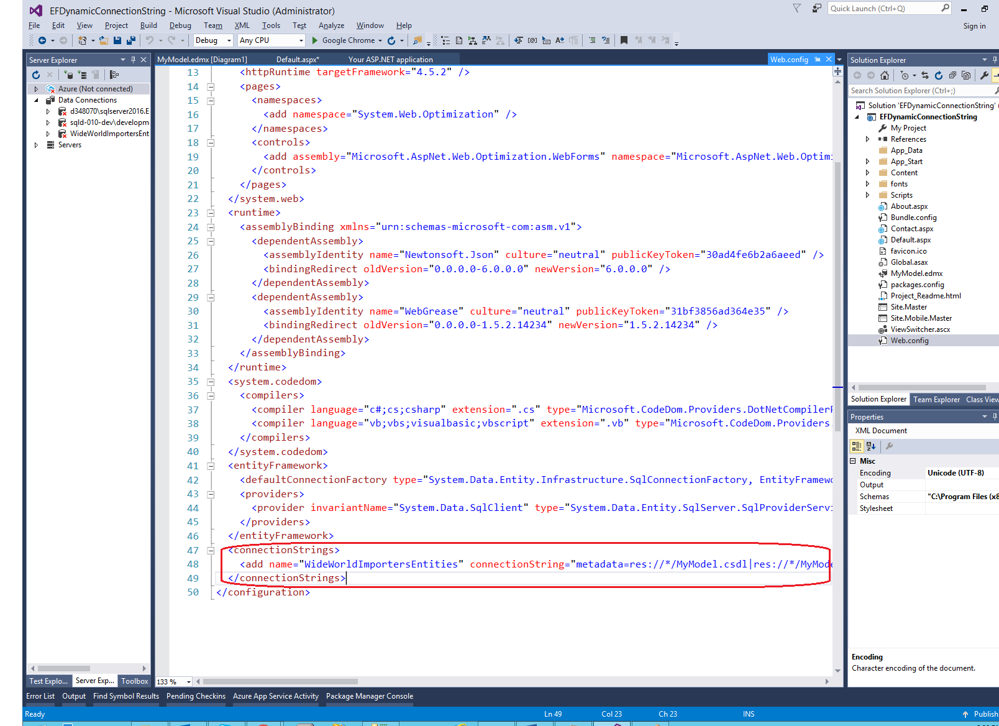 EFDynamicConnectionString - Microsoft Visual Studio (Administrator)
Quick Launch (Ctrl+Q)
File Edit View Project Build Debug Team XML Tools Test Analyze Window Help
Sign in
Debug Any CPU Google Chrome
Server Explorer
Azure (Not connected)
Data Connections
d348070\sqlserver2016.E
sqld-010-dev\developm
WideWorldImportersEnt
Servers
MyModel.edmx [Diagram1] Default.aspx* Your ASP.NET application Web.config
13 <httpRuntime targetFramework="4.5.2" />
14 <pages>
15 <namespaces>
16 <add namespace="System.Web.Optimization" />
17 </namespaces>
18 <controls>
19 <add assembly="Microsoft.AspNet.Web.Optimization.WebForms" namespace="Microsoft.AspNet.Web.Optim
20 </controls>
21 </pages>
22 </system.web>
23 <runtime>
24 <assemblyBinding xmlns="urn:schemas-microsoft-com:asm.v1">
25 <dependentAssembly>
26 <assemblyIdentity name="Newtonsoft.Json" culture="neutral" publicKeyToken="30ad4fe6b2a6aeed" />
27 <bindingRedirect oldVersion="0.0.0.0-6.0.0.0" newVersion="6.0.0.0" />
28 </dependentAssembly>
29 <dependentAssembly>
30 <assemblyIdentity name="WebGrease" culture="neutral" publicKeyToken="31bf3856ad364e35" />
31 <bindingRedirect oldVersion="0.0.0.0-1.5.2.14234" newVersion="1.5.2.14234" />
32 </dependentAssembly>
33 </assemblyBinding>
34 </runtime>
35 <system.codedom>
36 <compilers>
37 <compiler language="c#;cs;csharp" extension=".cs" type="Microsoft.CodeDom.Providers.DotNetCompiler
38 <compiler language="vb;vbs;visualbasic;vbscript" extension=".vb" type="Microsoft.CodeDom.Providers.
39 </compilers>
40 </system.codedom>
41 <entityFramework>
42 <defaultConnectionFactory type="System.Data.Entity.Infrastructure.SqlConnectionFactory, EntityFramew
43 <providers>
44 <provider invariantName="System.Data.SqlClient" type="System.Data.Entity.SqlServer.SqlProviderServi
45 </providers>
46 </entityFramework>
47 <connectionStrings>
48 <add name="WideWorldImportersEntities" connectionString="metadata=res://*/MyModel.csdl|res://*/MyMod
49 </connectionStrings>
50 </configuration>
133 %
Test Explo... Server Exp... Toolbox
Solution Explorer
Search Solution Explorer (Ctrl+;)
Solution 'EFDynamicConnectionString' (
EFDynamicConnectionString
My Project
References
App_Data
App_Start
Content
fonts
Scripts
About.aspx
Bundle.config
Contact.aspx
Default.aspx
favicon.ico
Global.asax
MyModel.edmx
packages.config
Project_Readme.html
Site.Master
Site.Mobile.Master
ViewSwitcher.ascx
Web.config
Solution Explorer Team Explorer Class View
Properties
XML Document
Misc
Encoding Unicode (UTF-8)
Output
Schemas "C:\Program Files (x8
Stylesheet
Encoding
Character encoding of the document.
Error List Output Find Symbol Results Pending Checkins Azure App Service Activity Package Manager Console
Ready Ln 49 Col 23 Ch 23 INS Publish